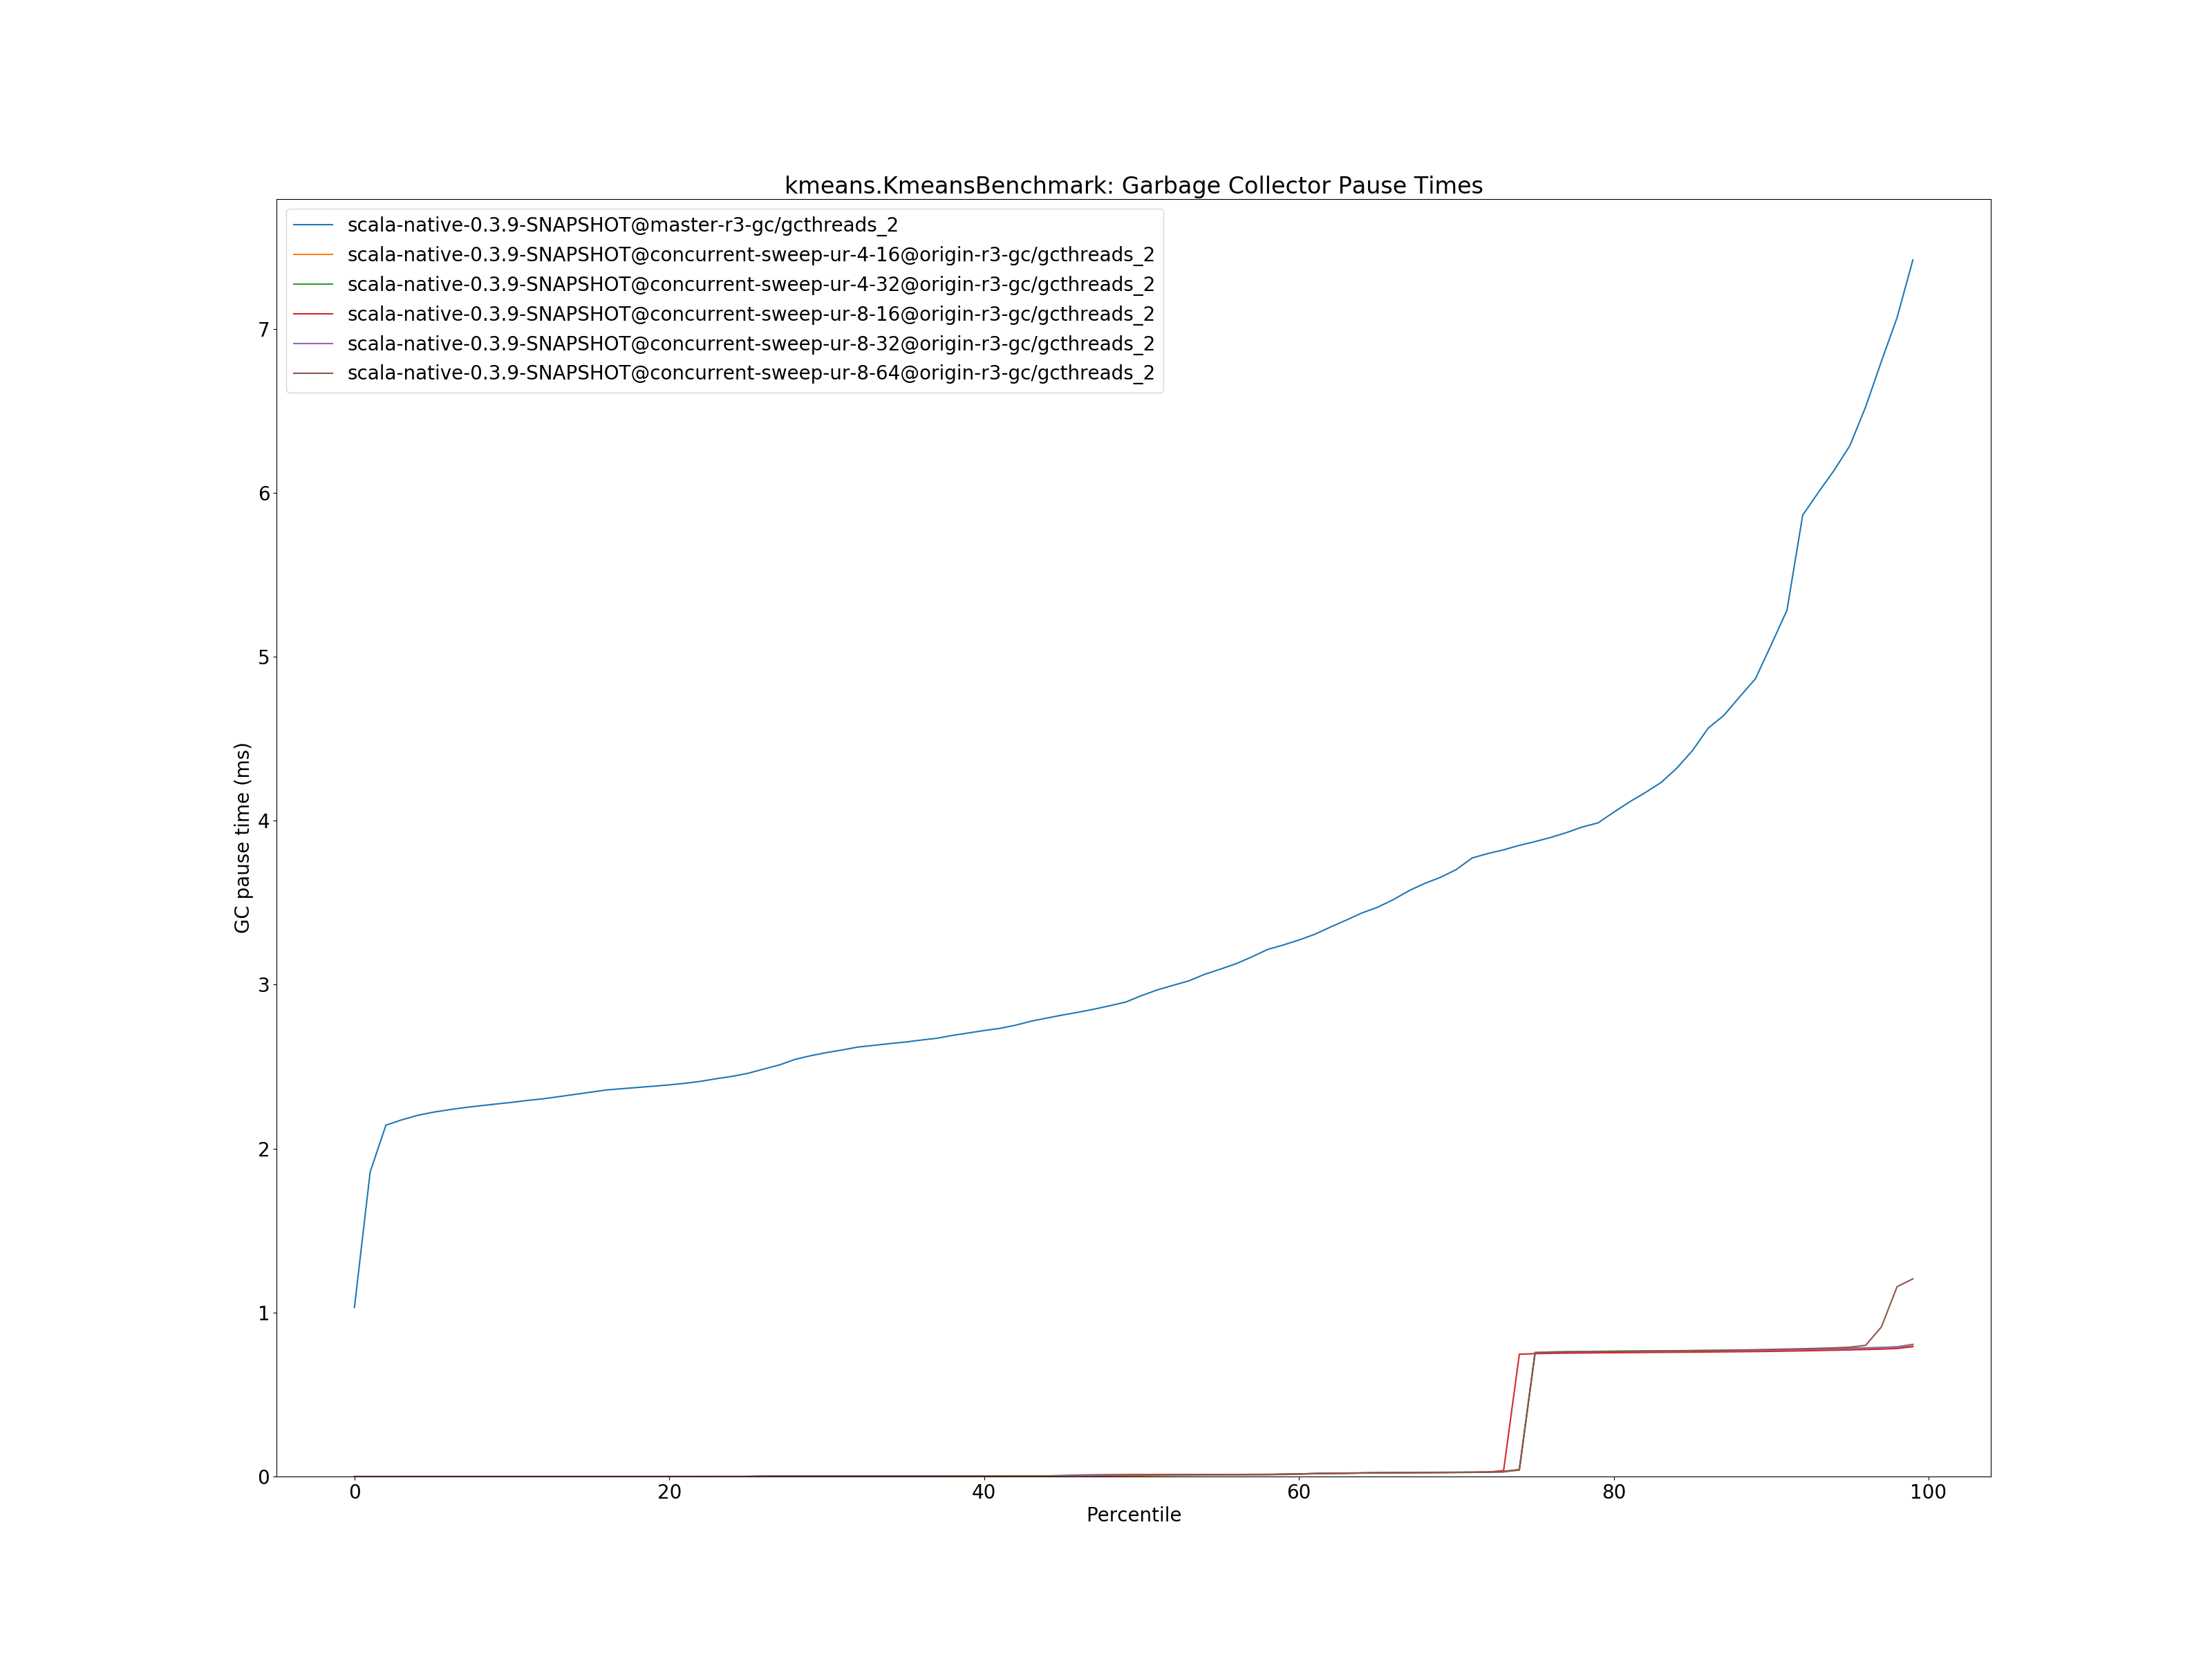 kmeans.KmeansBenchmark: Garbage Collector Pause Times
scala-native-0.3.9-SNAPSHOT@master-r3-gc/gcthreads_2
scala-native-0.3.9-SNAPSHOT@concurrent-sweep-ur-4-16@origin-r3-gc/gcthreads_2
scala-native-0.3.9-SNAPSHOT@concurrent-sweep-ur-4-32@origin-r3-gc/gcthreads_2
scala-native-0.3.9-SNAPSHOT@concurrent-sweep-ur-8-16@origin-r3-gc/gcthreads_2
scala-native-0.3.9-SNAPSHOT@concurrent-sweep-ur-8-32@origin-r3-gc/gcthreads_2
scala-native-0.3.9-SNAPSHOT@concurrent-sweep-ur-8-64@origin-r3-gc/gcthreads_2
GC pause time (ms)
7
6
5
4
3
2
1
0
0 20 40 60 80 100
Percentile